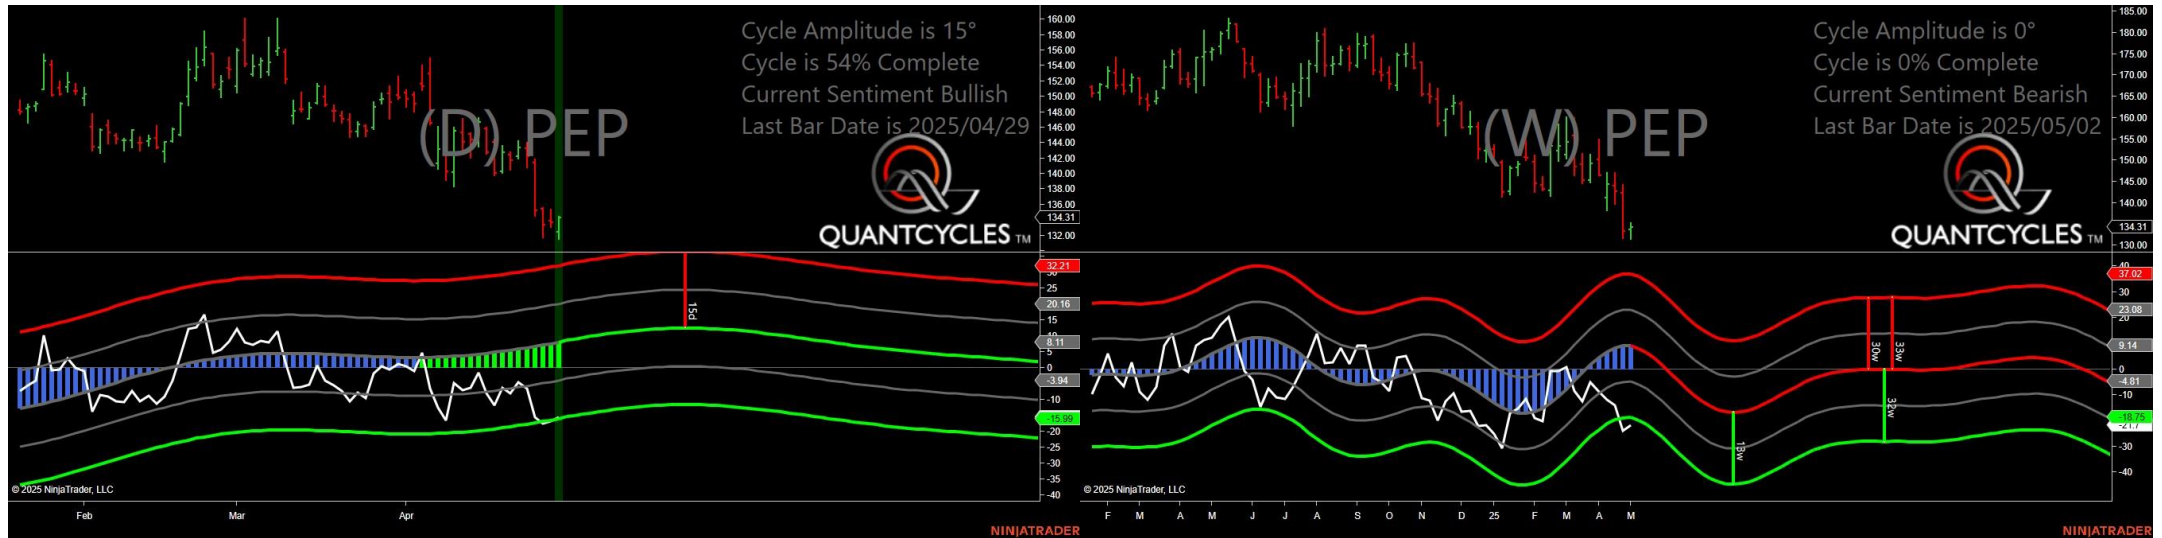 Cycle Amplitude is 15°
Cycle is 54% Complete
Current Sentiment Bullish
Last Bar Date is 2025/04/29
(D) PEP
QUANTCYCLES TM
160.00
158.00
156.00
154.00
152.00
150.00
148.00
146.00
144.00
142.00
140.00
138.00
136.00
134.31
132.00
32.21
25
20.16
15
8.11
5
0
-3.94
-10
-15.99
-20
-25
-30
-35
-40
15d
© 2025 NinjaTrader, LLC
Feb
Mar
Apr
NINJATRADER
Cycle Amplitude is 0°
Cycle is 0% Complete
Current Sentiment Bearish
Last Bar Date is 2025/05/02
(W) PEP
QUANTCYCLES TM
185.00
180.00
175.00
170.00
165.00
160.00
155.00
150.00
145.00
140.00
134.31
130.00
40
37.02
30
23.08
20
9.14
0
-4.81
-10
-18.75
-21.7
-30
-40
13w
30w
33w
32w
© 2025 NinjaTrader, LLC
F M A M J J A S O N D 25 F M A M
NINJATRADER